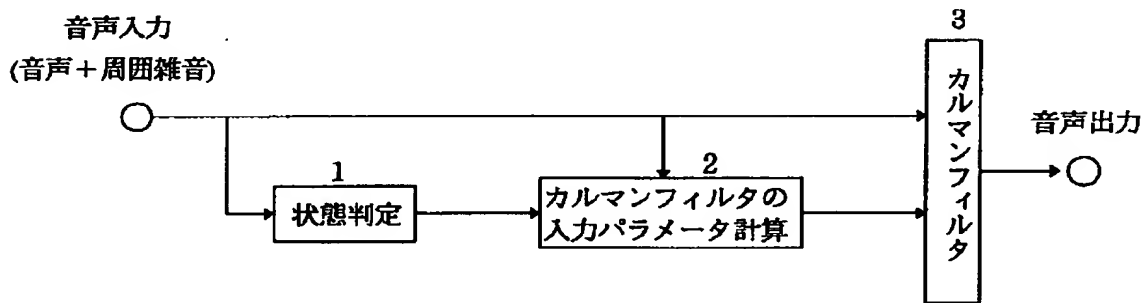 音声入力
(音声+周囲雑音)
1
状態判定
2
カルマンフィルタの
入力パラメータ計算
3
カルマンフィルタ
音声出力